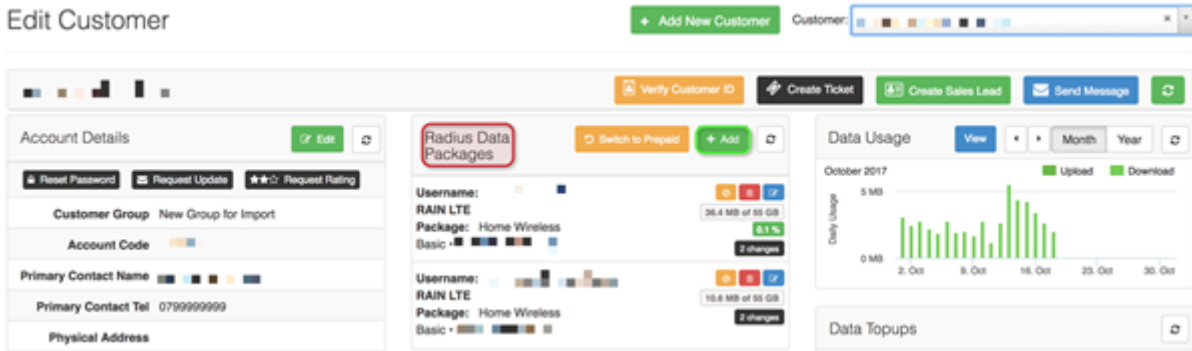 Edit Customer
+ Add New Customer
Customer:
Verify Customer ID
Create Ticket
Create Sales Lead
Send Message
Account Details
Edit
Reset Password
Request Update
Request Rating
Customer Group New Group for Import
Account Code
Primary Contact Name
Primary Contact Tel 0799999999
Physical Address
Radius Data
Packages
Switch to Prepaid
+ Add
Username:
RAIN LTE
36.4 MB of 55 GB
Package: Home Wireless
0.1 %
Basic •
2 changes
Username:
RAIN LTE
10.6 MB of 55 GB
Package: Home Wireless
2 changes
Basic •
Data Usage
View
Month
Year
October 2017
Upload
Download
Daily Usage
5 MB
0 MB
2. Oct
9. Oct
16. Oct
23. Oct
30. Oct
Data Topups